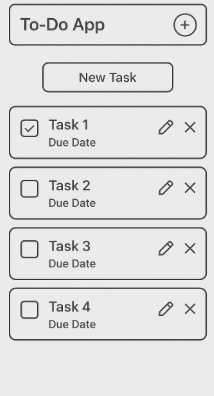 To-Do App
New Task
Task 1
Due Date
Task 2
Due Date
Task 3
Due Date
Task 4
Due Date